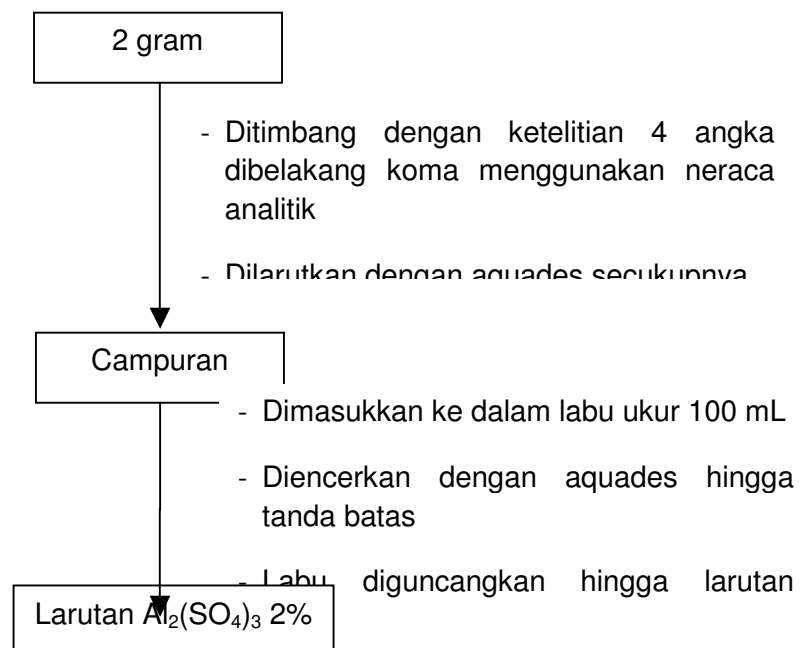 2 gram
- Ditimbang dengan ketelitian 4 angka
dibelakang koma menggunakan neraca
analitik
- Dilarutkan dengan aquades secukupnya
Campuran
- Dimasukkan ke dalam labu ukur 100 mL
- Diencerkan dengan aquades hingga
tanda batas
- Labu diguncangkan hingga larutan
Larutan Al₂(SO₄)₃ 2%